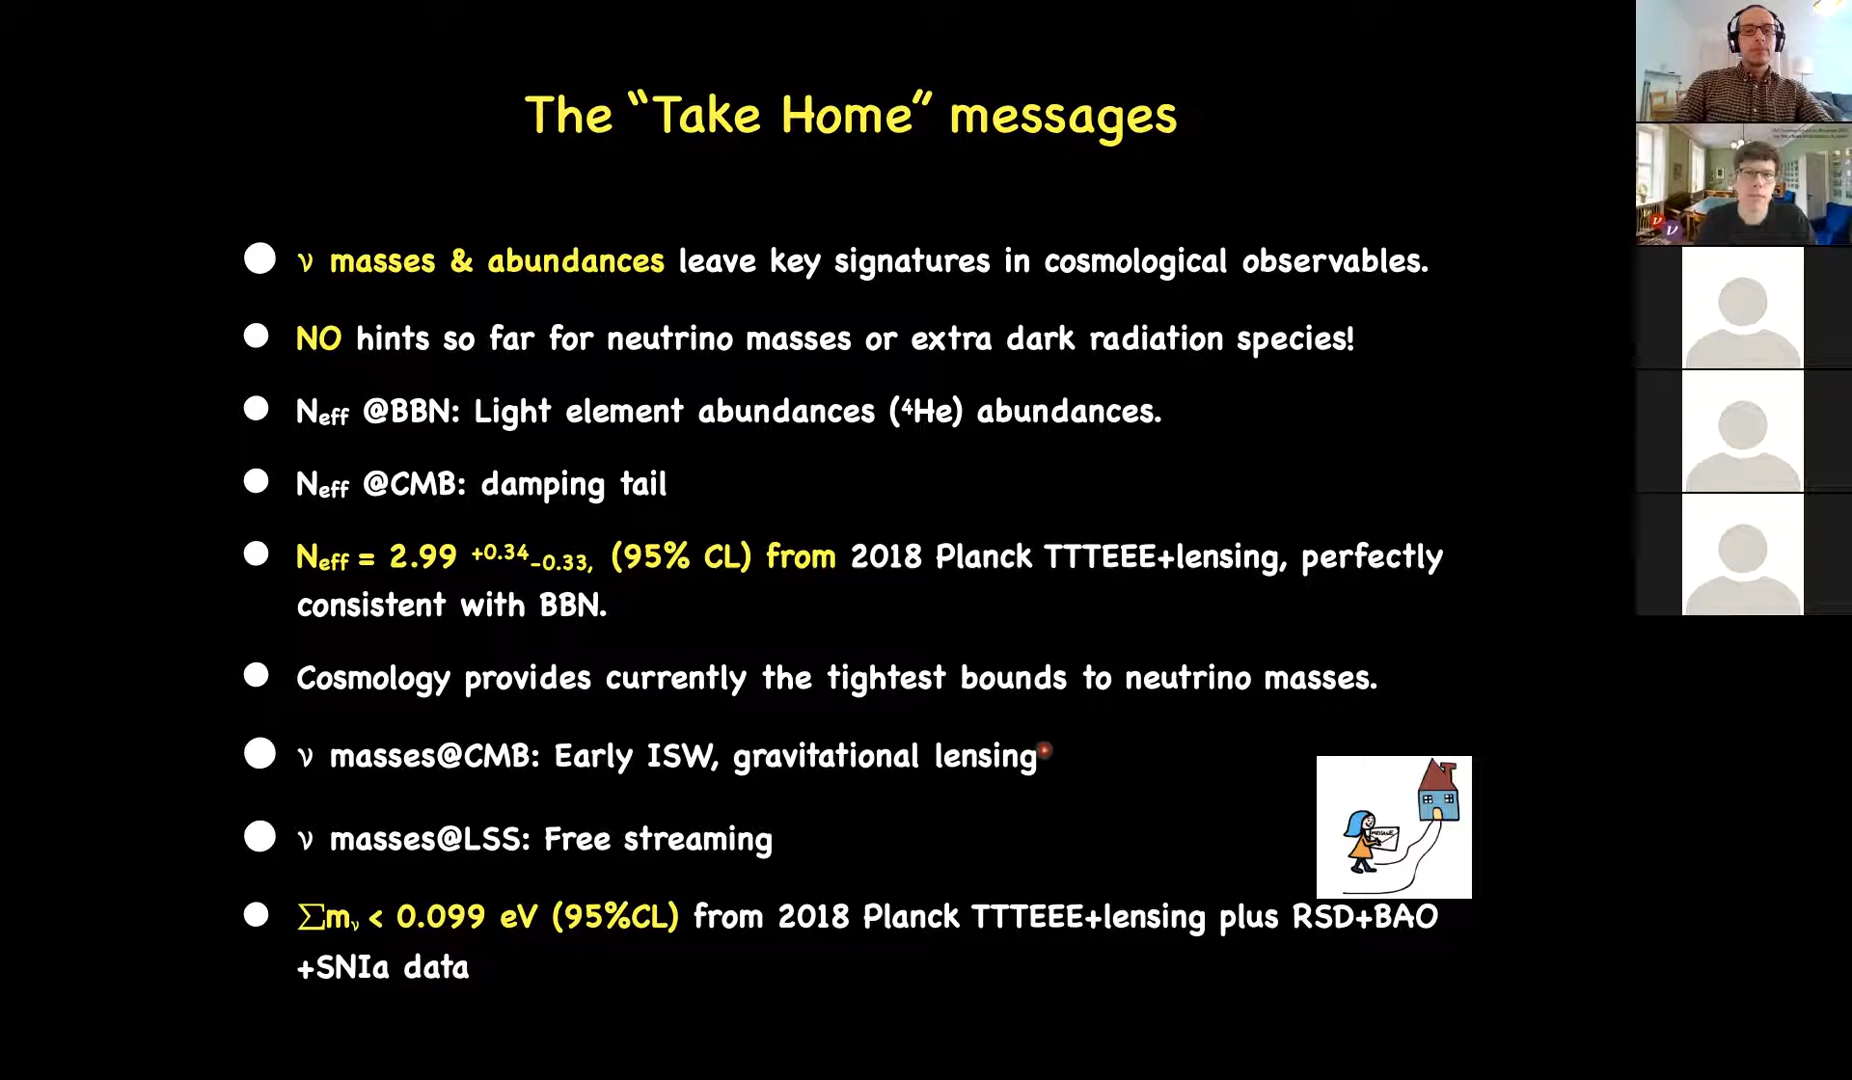 The “Take Home” messages
ν masses & abundances leave key signatures in cosmological observables.
NO hints so far for neutrino masses or extra dark radiation species!
Neff @BBN: Light element abundances (⁴He) abundances.
Neff @CMB: damping tail
Neff = 2.99 +0.34-0.33, (95% CL) from 2018 Planck TTTEEE+lensing, perfectly
consistent with BBN.
Cosmology provides currently the tightest bounds to neutrino masses.
ν masses@CMB: Early ISW, gravitational lensing
ν masses@LSS: Free streaming
∑mν < 0.099 eV (95%CL) from 2018 Planck TTTEEE+lensing plus RSD+BAO
+SNIa data
ν
ν